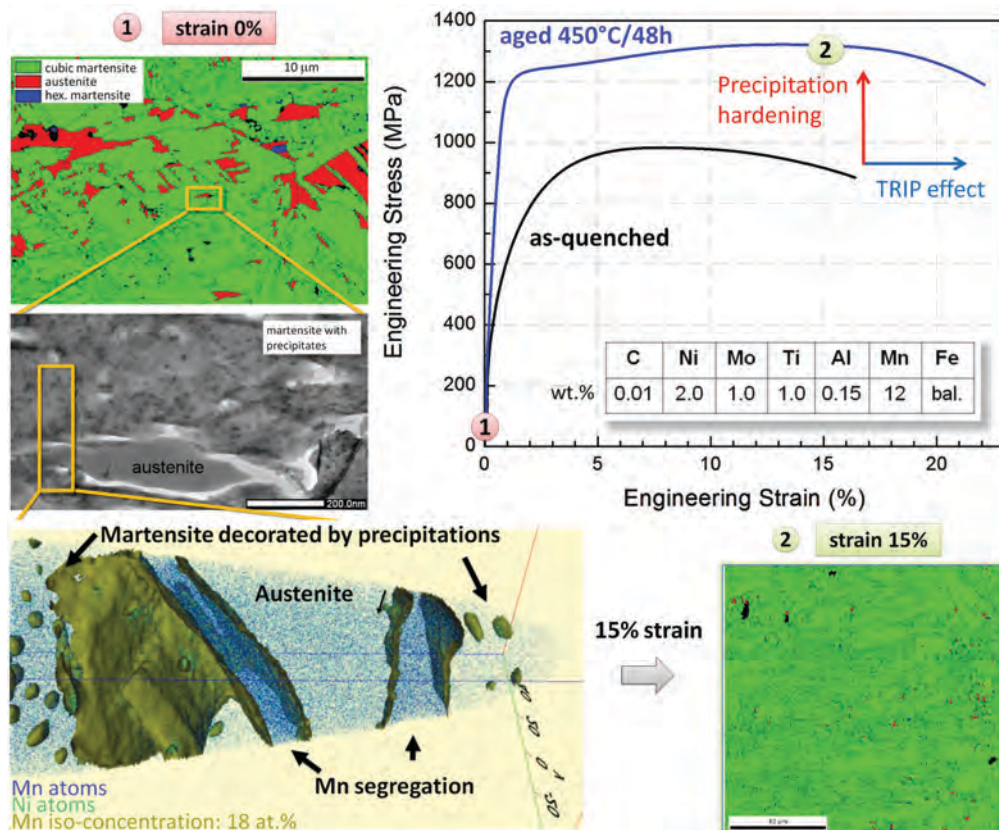 1 strain 0%
cubic martensite
austenite
hex. martensite
10 µm
martensite with
precipitates
austenite
200.0nm
1400
1200
1000
800
600
400
200
0
Engineering Stress (MPa)
aged 450°C/48h
2
Precipitation
hardening
TRIP effect
as-quenched
C Ni Mo Ti Al Mn Fe
wt.% 0.01 2.0 1.0 1.0 0.15 12 bal.
1
0 5 10 15 20
Engineering Strain (%)
Martensite decorated by precipitations
Austenite
Mn segregation
Mn atoms
Ni atoms
Mn iso-concentration: 18 at.%
50
0
15% strain
2 strain 15%